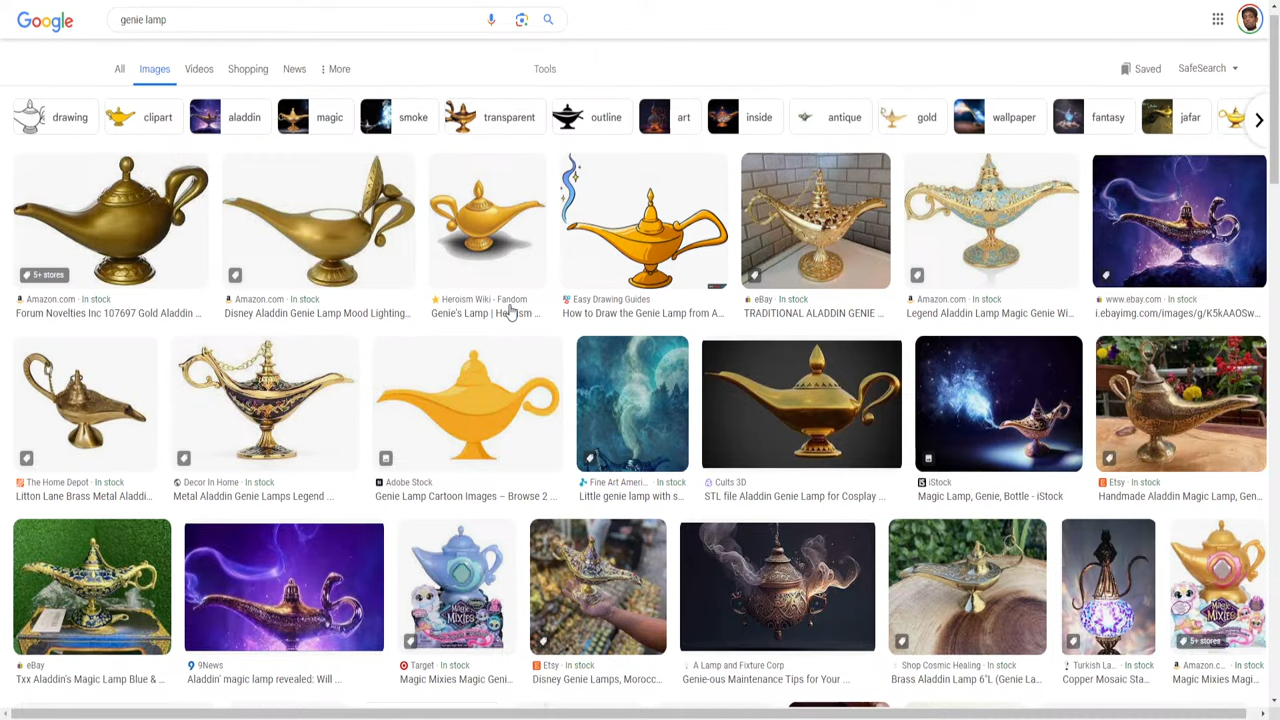 Google
genie lamp
All Images Videos Shopping News More Tools Saved SafeSearch
drawing clipart aladdin magic smoke transparent outline art inside antique gold wallpaper fantasy jafar
5+ stores
Amazon.com · In stock
Forum Novelties Inc 107697 Gold Aladdin ...
Amazon.com · In stock
Disney Aladdin Genie Lamp Mood Lighting...
Heroism Wiki - Fandom
Genie's Lamp | Heroism ...
Easy Drawing Guides
How to Draw the Genie Lamp from A...
eBay · In stock
TRADITIONAL ALADDIN GENIE ...
Amazon.com · In stock
Legend Aladdin Lamp Magic Genie Wi...
www.ebay.com · In stock
i.ebayimg.com/images/g/K5kAAOSw...
The Home Depot · In stock
Litton Lane Brass Metal Aladdi...
Decor In Home · In stock
Metal Aladdin Genie Lamps Legend ...
Adobe Stock
Genie Lamp Cartoon Images – Browse 2 ...
Fine Art Ameri... · In stock
Little genie lamp with s...
Cults 3D
STL file Aladdin Genie Lamp for Cosplay ...
iStock
Magic Lamp, Genie, Bottle - iStock
Etsy · In stock
Handmade Aladdin Magic Lamp, Gen...
eBay
Txx Aladdin's Magic Lamp Blue & ...
9News
Aladdin' magic lamp revealed: Will ...
MAGIC MIXIES
Target · In stock
Magic Mixies Magic Geni...
Etsy · In stock
Disney Genie Lamps, Morocc...
A Lamp and Fixture Corp
Genie-ous Maintenance Tips for Your ...
Shop Cosmic Healing · In stock
Brass Aladdin Lamp 6"L (Genie La...
Turkish La... · In stock
Copper Mosaic Sta...
MAGIC MIXIES
5+ stores
Amazon.c... · In stock
Magic Mixies Magi...